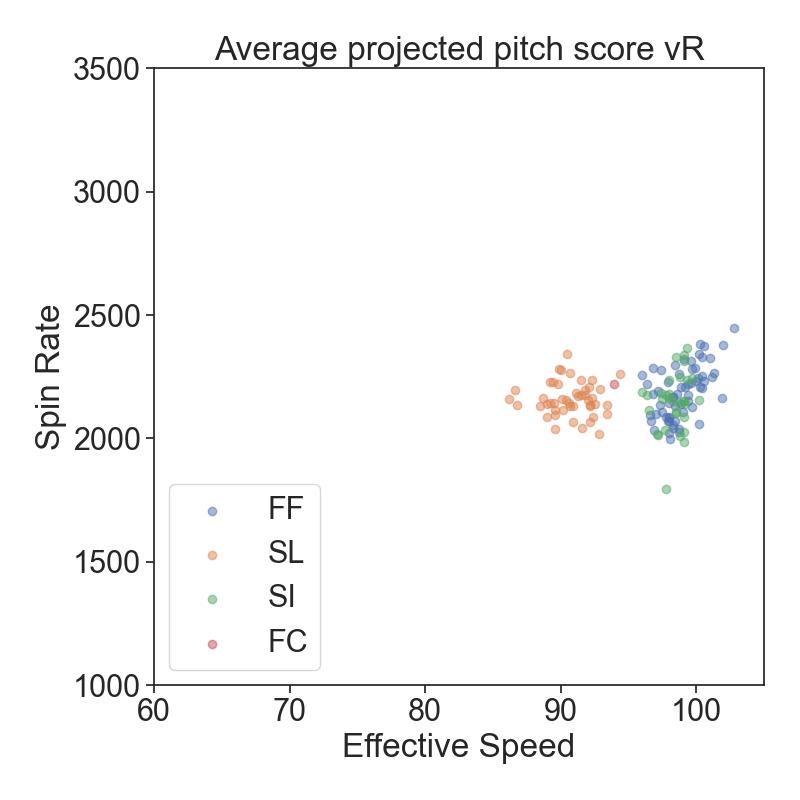 Average projected pitch score vR
3500
3000
2500
2000
1500
1000
Spin Rate
FF
SL
SI
FC
60 70 80 90 100
Effective Speed